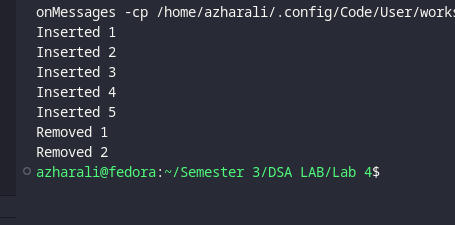 onMessages -cp /home/azharali/.config/Code/User/works
Inserted 1
Inserted 2
Inserted 3
Inserted 4
Inserted 5
Removed 1
Removed 2
azharali@fedora:~/Semester 3/DSA LAB/Lab 4$